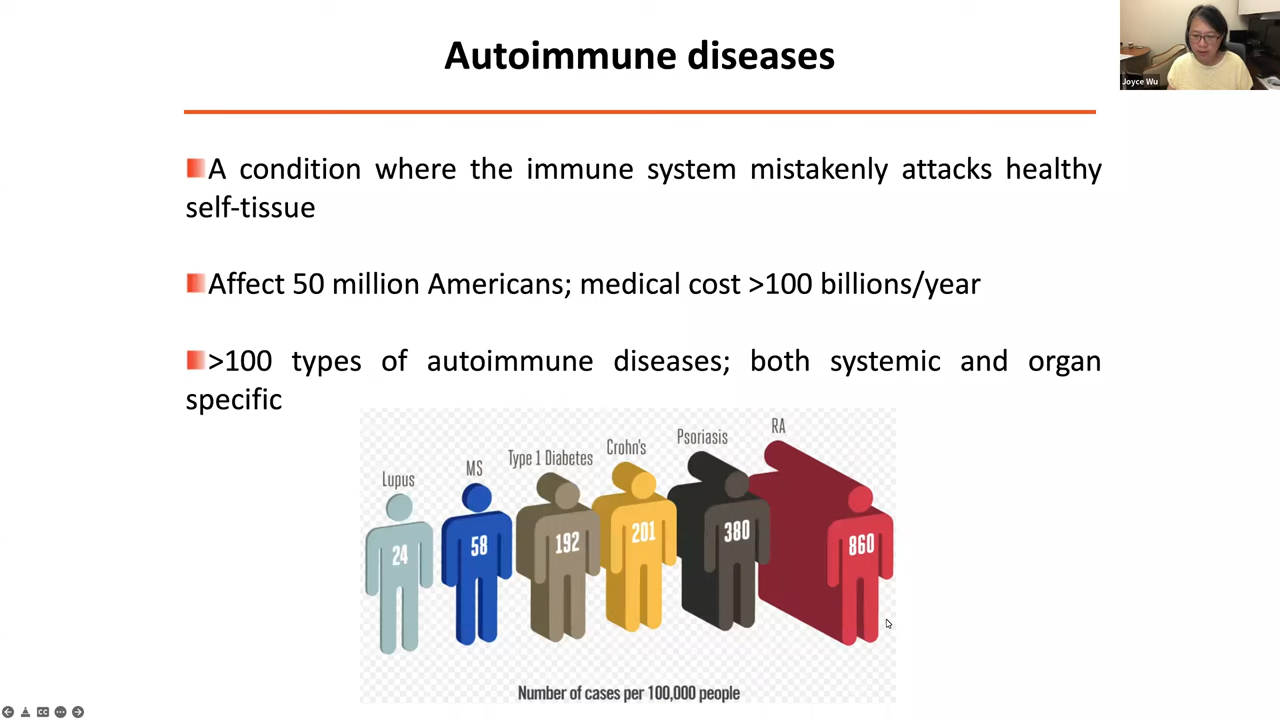 Autoimmune diseases
Joyce Wu
A condition where the immune system mistakenly attacks healthy
self-tissue
Affect 50 million Americans; medical cost >100 billions/year
>100 types of autoimmune diseases; both systemic and organ
specific
Lupus
MS
Type 1 Diabetes
Crohn's
Psoriasis
RA
24
58
192
201
380
860
Number of cases per 100,000 people
CC